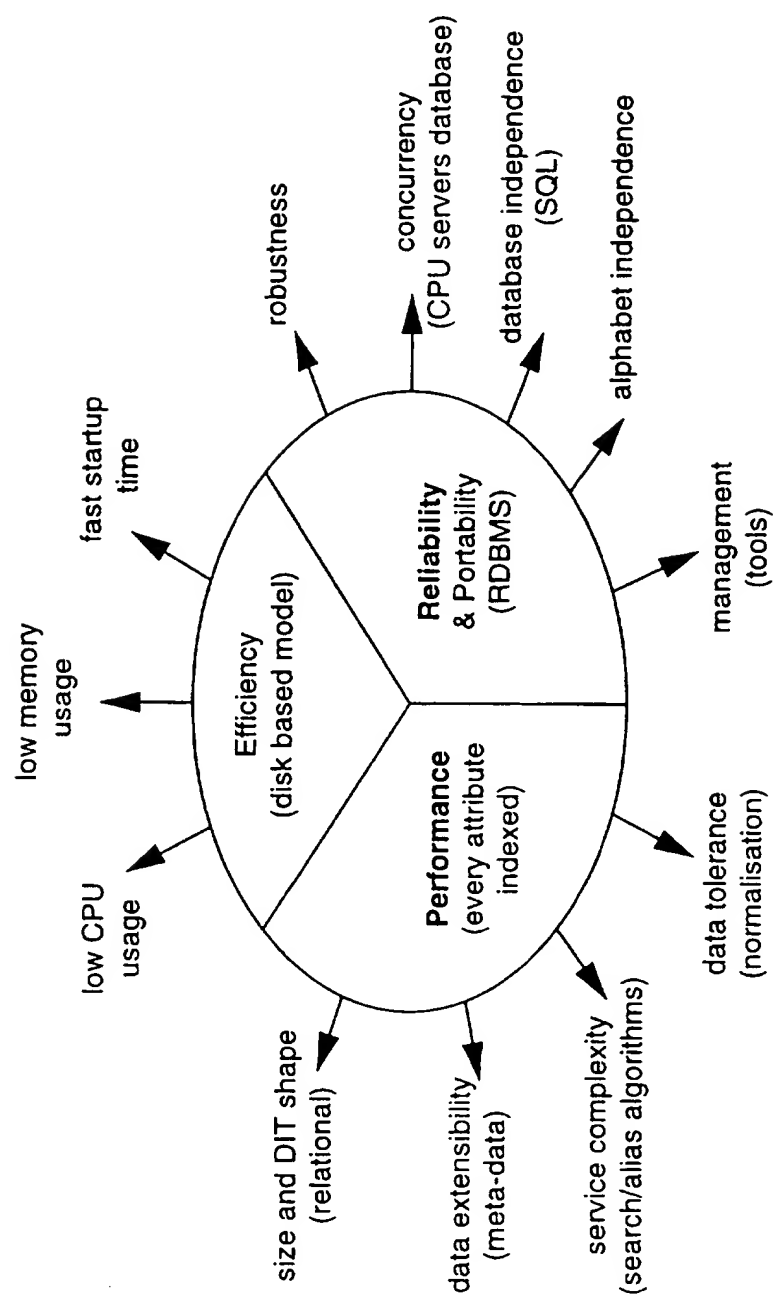 low memory
usage
low CPU
usage
fast startup
time
robustness
Efficiency
(disk based model)
size and DIT shape
(relational)
concurrency
(CPU servers database)
Performance
(every attribute
indexed)
Reliability
& Portability
(RDBMS)
data extensibility
(meta-data)
database independence
(SQL)
service complexity
(search/alias algorithms)
alphabet independence
data tolerance
(normalisation)
management
(tools)